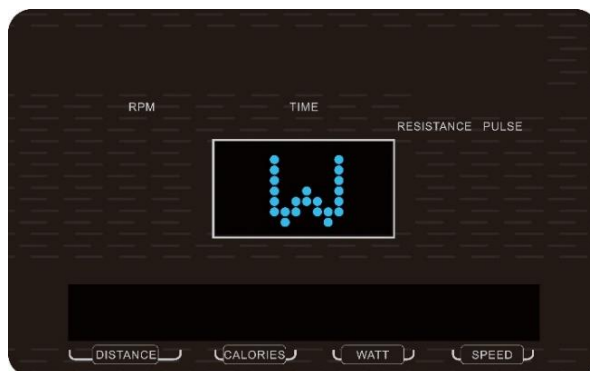 RPM TIME
RESISTANCE PULSE
W
DISTANCE CALORIES WATT SPEED